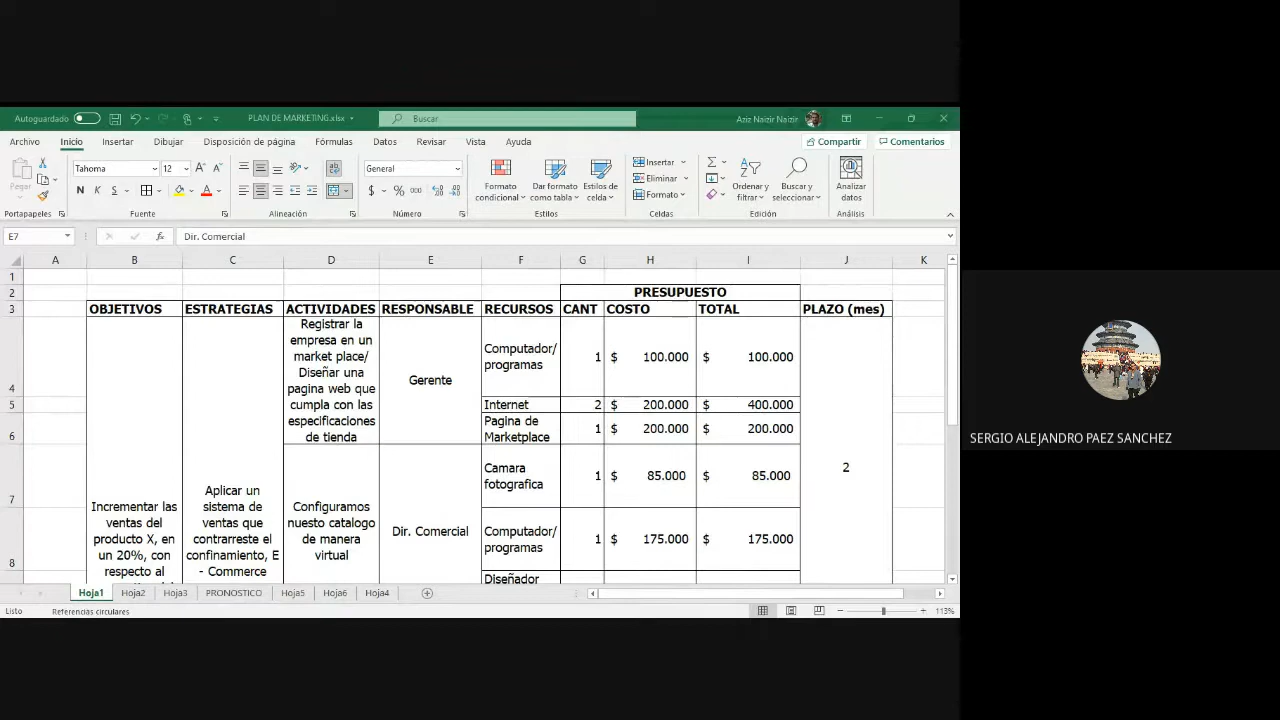 Autoguardado
PLAN DE MARKETING.xlsx
Buscar
Aziz Naizir Naizir
Archivo Inicio Insertar Dibujar Disposición de página Fórmulas Datos Revisar Vista Ayuda Compartir Comentarios
Pegar
Tahoma 12
N K S
General
$ % 000
Formato condicional
Dar formato como tabla
Estilos de celda
Insertar
Eliminar
Formato
Ordenar y filtrar
Buscar y seleccionar
Analizar datos
Portapapeles Fuente Alineación Número Estilos Celdas Edición Análisis
E7 fx Dir. Comercial
A B C D E F G H I J K
1
2 PRESUPUESTO
3 OBJETIVOS ESTRATEGIAS ACTIVIDADES RESPONSABLE RECURSOS CANT COSTO TOTAL PLAZO (mes)
Registrar la
empresa en un
market place/
Diseñar una
pagina web que
cumpla con las
especificaciones
de tienda
Gerente
Computador/
programas
1 $ 100.000 $ 100.000
4
5 Internet 2 $ 200.000 $ 400.000
Pagina de
Marketplace
1 $ 200.000 $ 200.000
6
2
Camara
fotografica
1 $ 85.000 $ 85.000
7
Incrementar las
ventas del
producto X, en
un 20%, con
respecto al
Aplicar un
sistema de
ventas que
contrarreste el
confinamiento, E
- Commerce
Configuramos
nuesto catalogo
de manera
virtual
Dir. Comercial
Computador/
programas
1 $ 175.000 $ 175.000
8
Diseñador
Hoja1 Hoja2 Hoja3 PRONOSTICO Hoja5 Hoja6 Hoja4
Listo Referencias circulares 113%
SERGIO ALEJANDRO PAEZ SANCHEZ